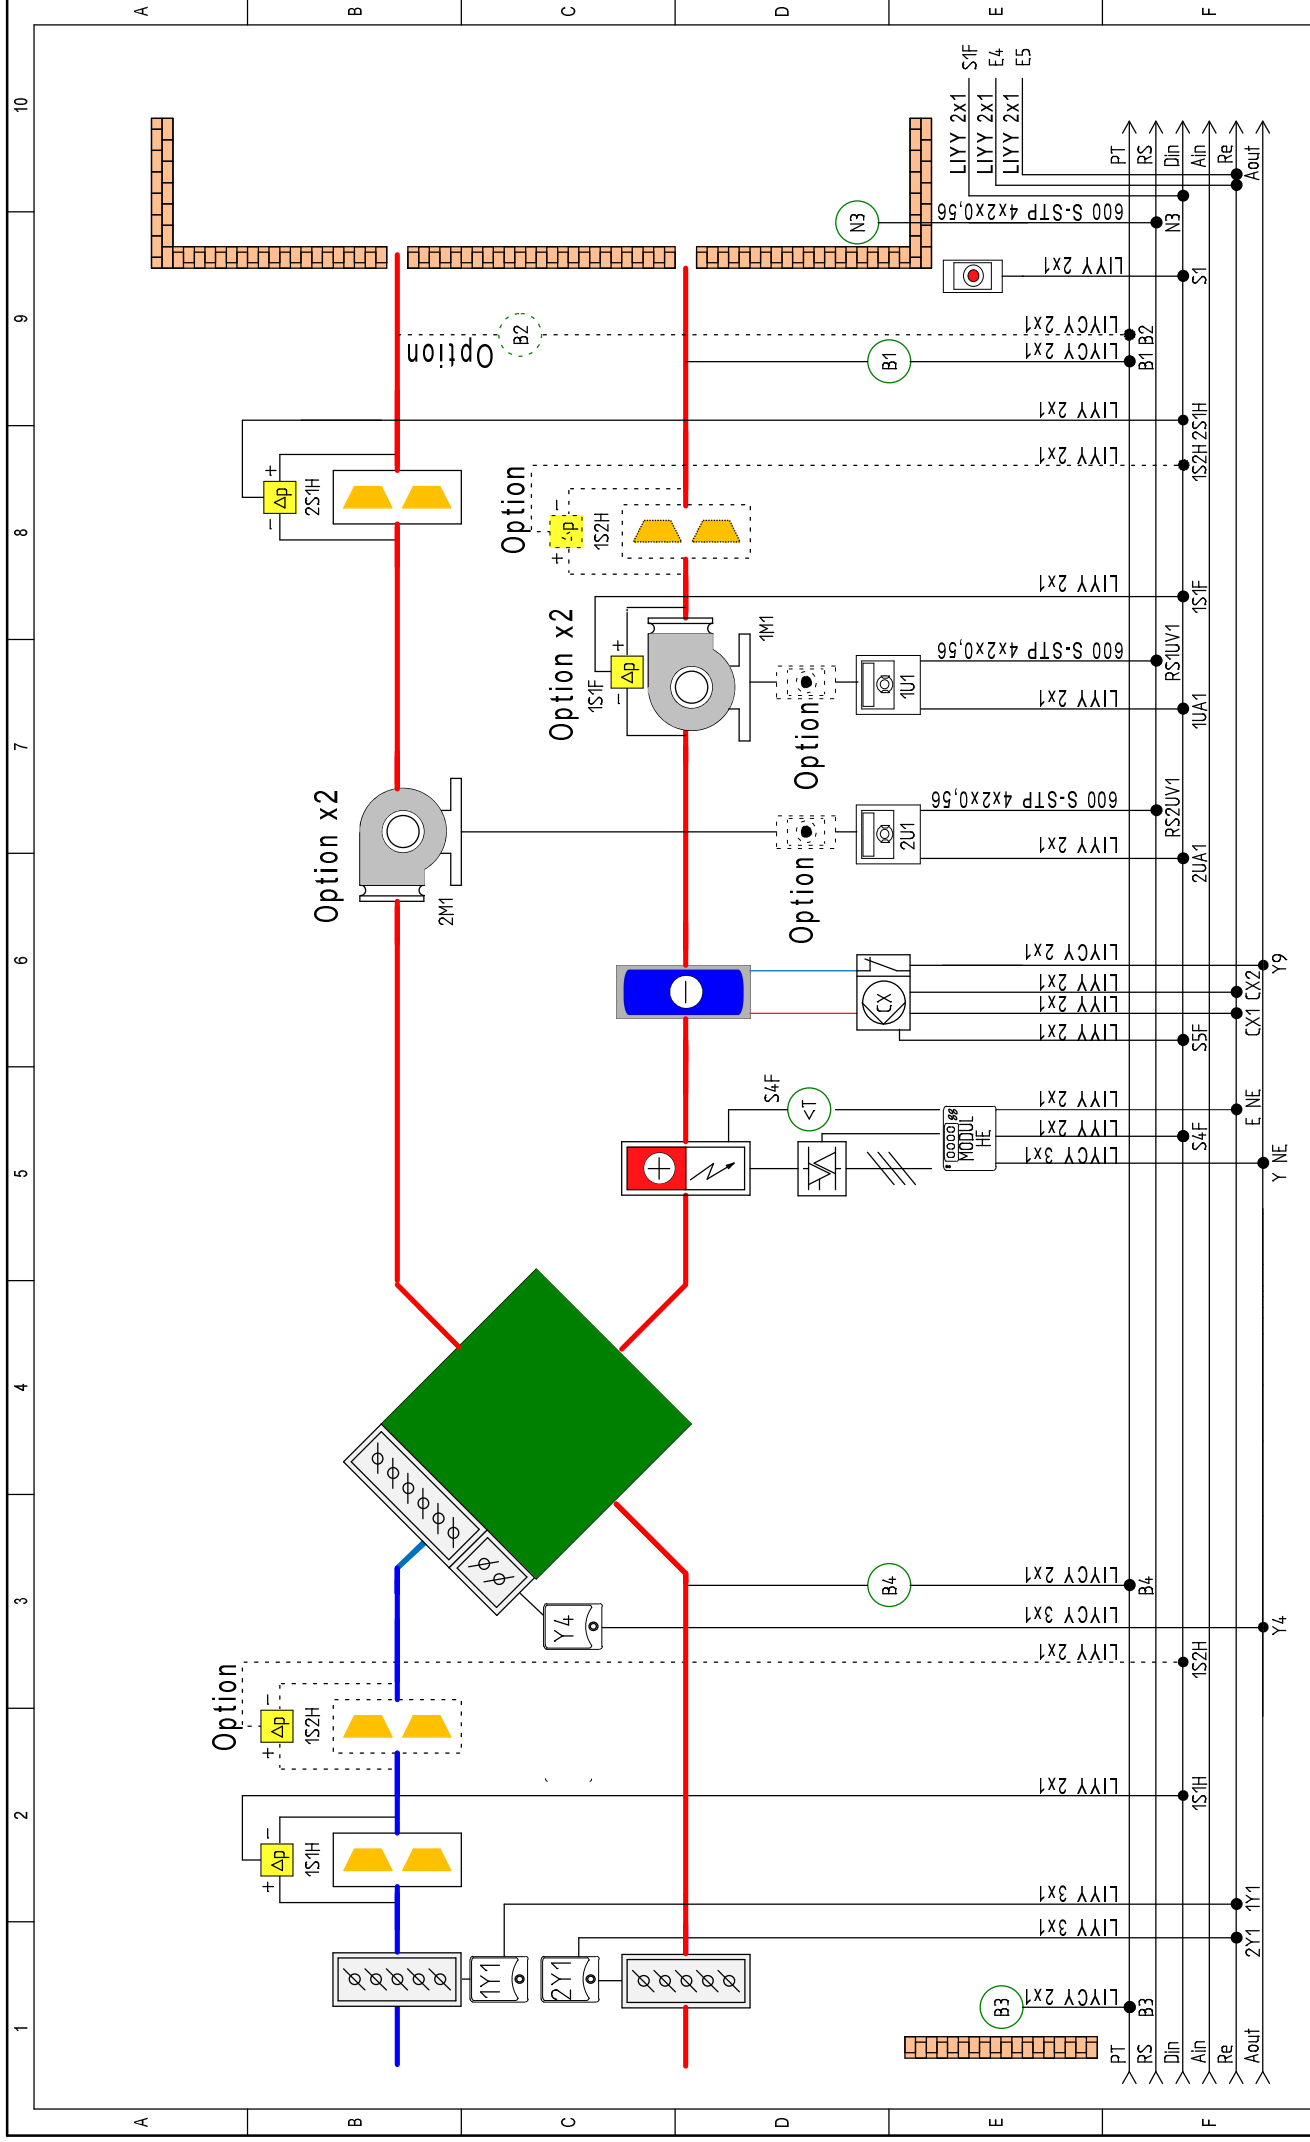 A
B
C
D
E
F
10
9
8
7
6
5
4
3
2
1
S1F
E4
E5
LIYY 2x1
LIYY 2x1
LIYY 2x1
PT
RS
Din
Ain
Re
Aout
N3
600 S-STP 4x2x0,56
N3
LIYY 2x1
S1
Option
B2
LIYCY 2x1
B2
B1
LIYCY 2x1
B1
LIYY 2x1
2S1H
+
Δp
-
2S1H
Option
LIYY 2x1
1S2H
-
Δp
+
1S2H
Option x2
1S1F
+
Δp
-
1M1
LIYY 2x1
1S1F
Option
1U1
600 S-STP 4x2x0,56
RS1UV1
LIYY 2x1
1UA1
Option x2
2M1
Option
2U1
600 S-STP 4x2x0,56
RS2UV1
LIYY 2x1
2UA1
CX
LIYCY 2x1
Y9
LIYY 2x1
CX2
LIYY 2x1
CX1
LIYY 2x1
S5F
S4F
<T
0000
88
MODUL
HE
LIYY 2x1
E NE
LIYY 2x1
S4F
LIYCY 3x1
Y NE
B4
LIYCY 2x1
B4
Y4
LIYCY 3x1
Y4
Option
-
Δp
+
1S2H
LIYY 2x1
1S2H
-
Δp
+
1S1H
LIYY 2x1
1S1H
1Y1
LIYY 3x1
1Y1
2Y1
LIYY 3x1
2Y1
B3
LIYCY 2x1
B3
PT
RS
Din
Ain
Re
Aout
A
B
C
D
E
F